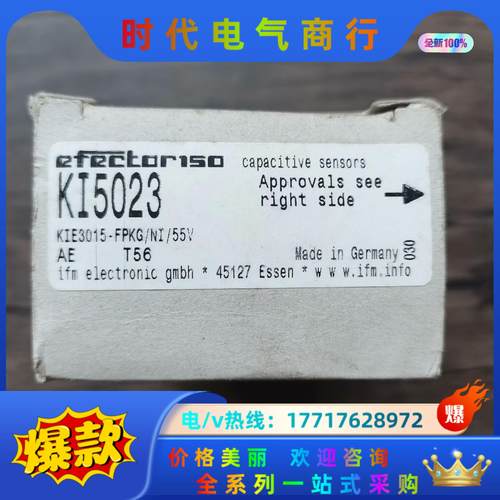 时代电气商行
全新100%
efector150
capacitive sensors
KI5023
Approvals see
right side
KIE3015-FPKG/NI/55V
AE T56
Made in Germany
030
ifm electronic gmbh * 45127 Essen * www.ifm.info
电/v热线：17717628972
爆
爆款
价格美丽 欢迎咨询
全系列一站式采购